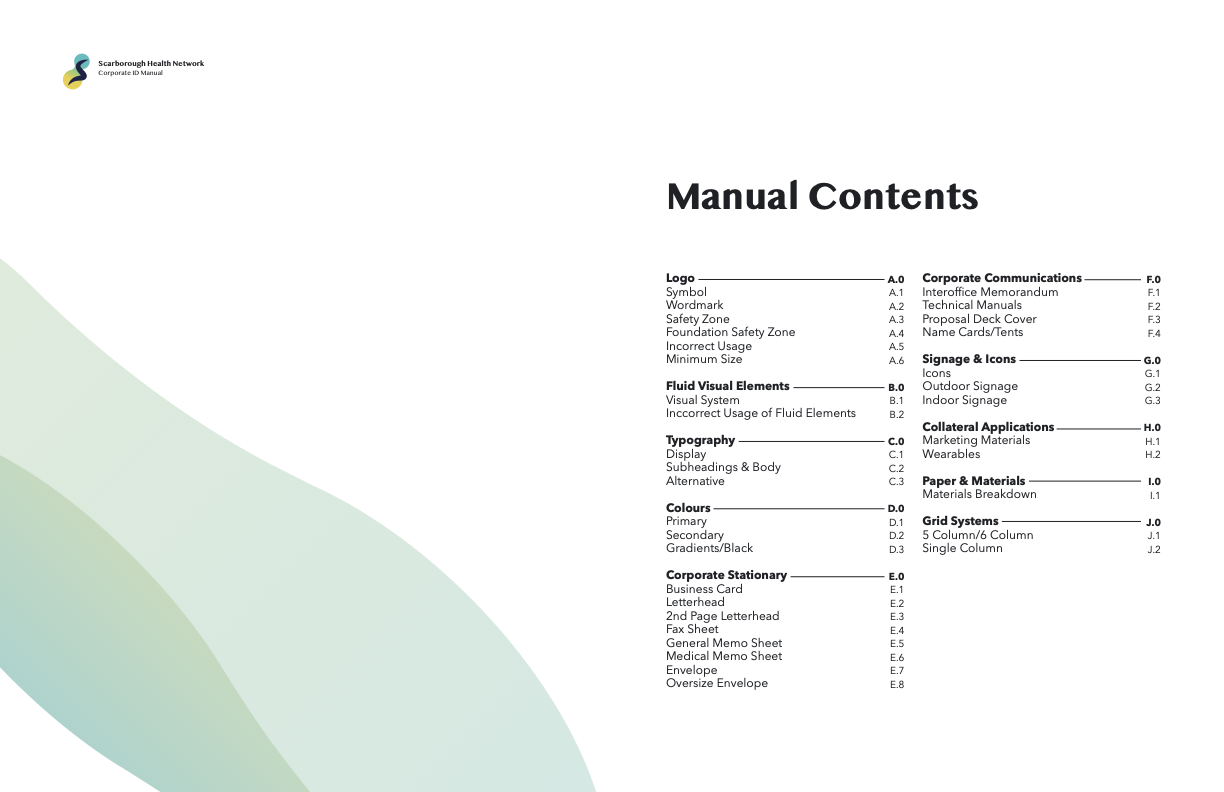 Scarborough Health Network
Corporate ID Manual
Manual Contents
Logo A.0
Symbol A.1
Wordmark A.2
Safety Zone A.3
Foundation Safety Zone A.4
Incorrect Usage A.5
Minimum Size A.6
Fluid Visual Elements B.0
Visual System B.1
Inccorrect Usage of Fluid Elements B.2
Typography C.0
Display C.1
Subheadings & Body C.2
Alternative C.3
Colours D.0
Primary D.1
Secondary D.2
Gradients/Black D.3
Corporate Stationary E.0
Business Card E.1
Letterhead E.2
2nd Page Letterhead E.3
Fax Sheet E.4
General Memo Sheet E.5
Medical Memo Sheet E.6
Envelope E.7
Oversize Envelope E.8
Corporate Communications F.0
Interoffice Memorandum F.1
Technical Manuals F.2
Proposal Deck Cover F.3
Name Cards/Tents F.4
Signage & Icons G.0
Icons G.1
Outdoor Signage G.2
Indoor Signage G.3
Collateral Applications H.0
Marketing Materials H.1
Wearables H.2
Paper & Materials I.0
Materials Breakdown I.1
Grid Systems J.0
5 Column/6 Column J.1
Single Column J.2